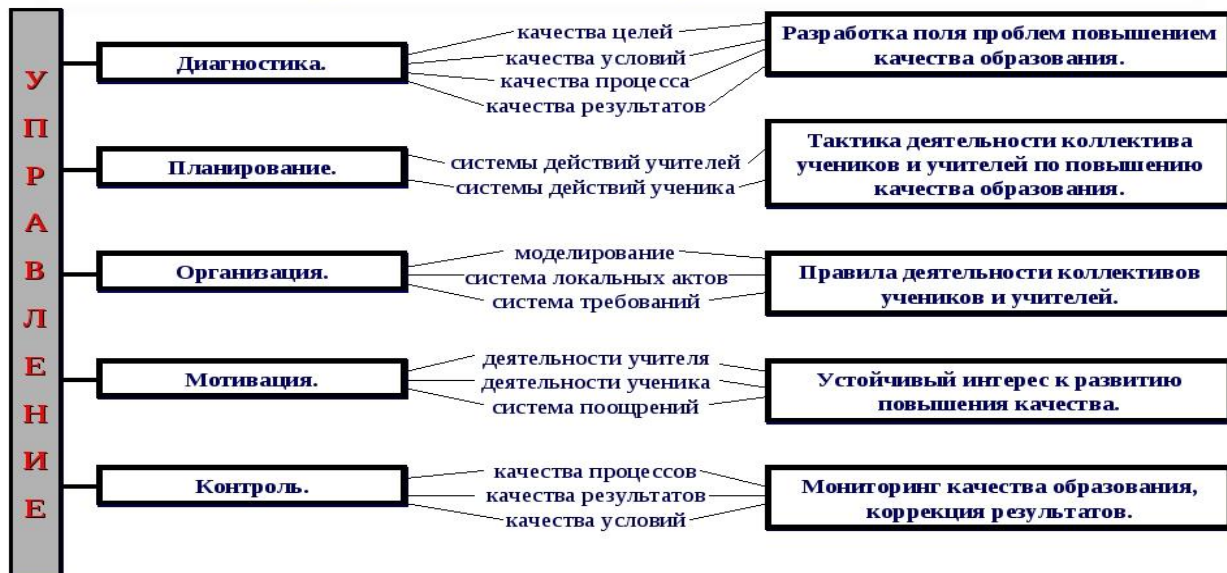 УПРАВЛЕНИЕ
Диагностика.
качества целей
качества условий
качества процесса
качества результатов
Разработка поля проблем повышением
качества образования.
Планирование.
системы действий учителей
системы действий ученика
Тактика деятельности коллектива
учеников и учителей по повышению
качества образования.
Организация.
моделирование
система локальных актов
система требований
Правила деятельности коллективов
учеников и учителей.
Мотивация.
деятельности учителя
деятельности ученика
система поощрений
Устойчивый интерес к развитию
повышения качества.
Контроль.
качества процессов
качества результатов
качества условий
Мониторинг качества образования,
коррекция результатов.